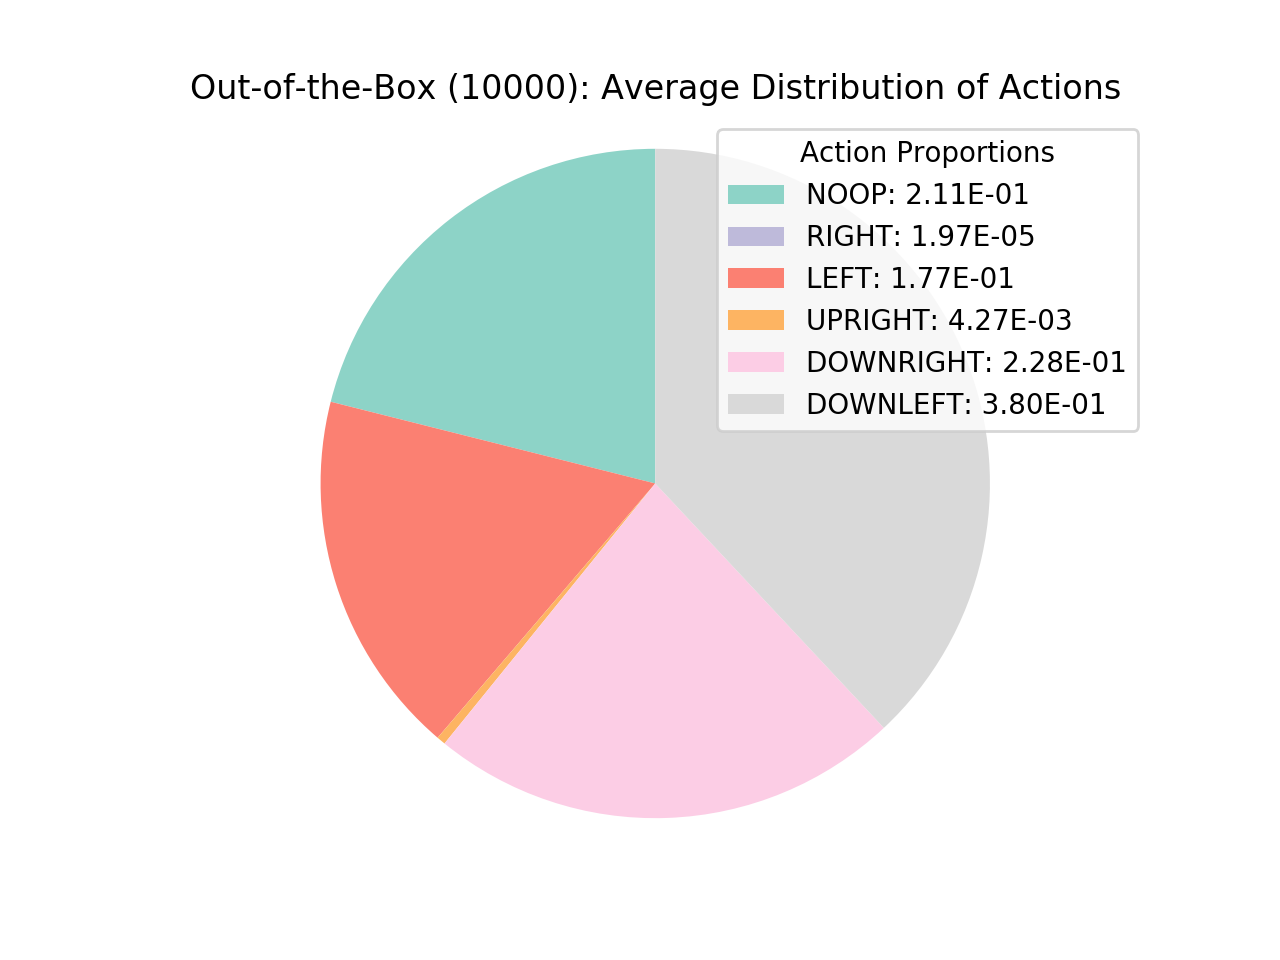 Out-of-the-Box (10000): Average Distribution of Actions
Action Proportions
NOOP: 2.11E-01
RIGHT: 1.97E-05
LEFT: 1.77E-01
UPRIGHT: 4.27E-03
DOWNRIGHT: 2.28E-01
DOWNLEFT: 3.80E-01